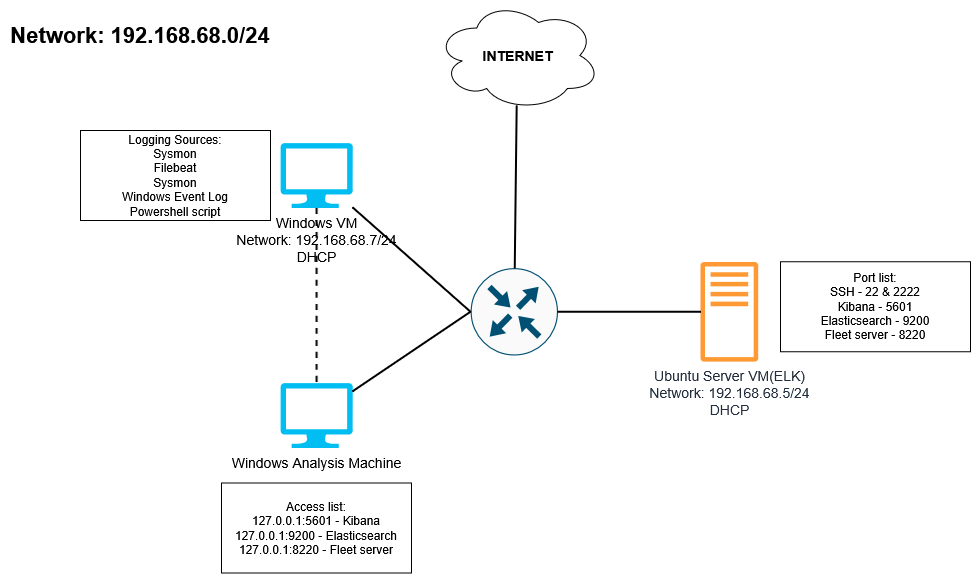 Network: 192.168.68.0/24
INTERNET
Logging Sources:
Sysmon
Filebeat
Sysmon
Windows Event Log
Powershell script
Windows VM
Network: 192.168.68.7/24
DHCP
Port list:
SSH - 22 & 2222
Kibana - 5601
Elasticsearch - 9200
Fleet server - 8220
Ubuntu Server VM(ELK)
Network: 192.168.68.5/24
DHCP
Windows Analysis Machine
Access list:
127.0.0.1:5601 - Kibana
127.0.0.1:9200 - Elasticsearch
127.0.0.1:8220 - Fleet server